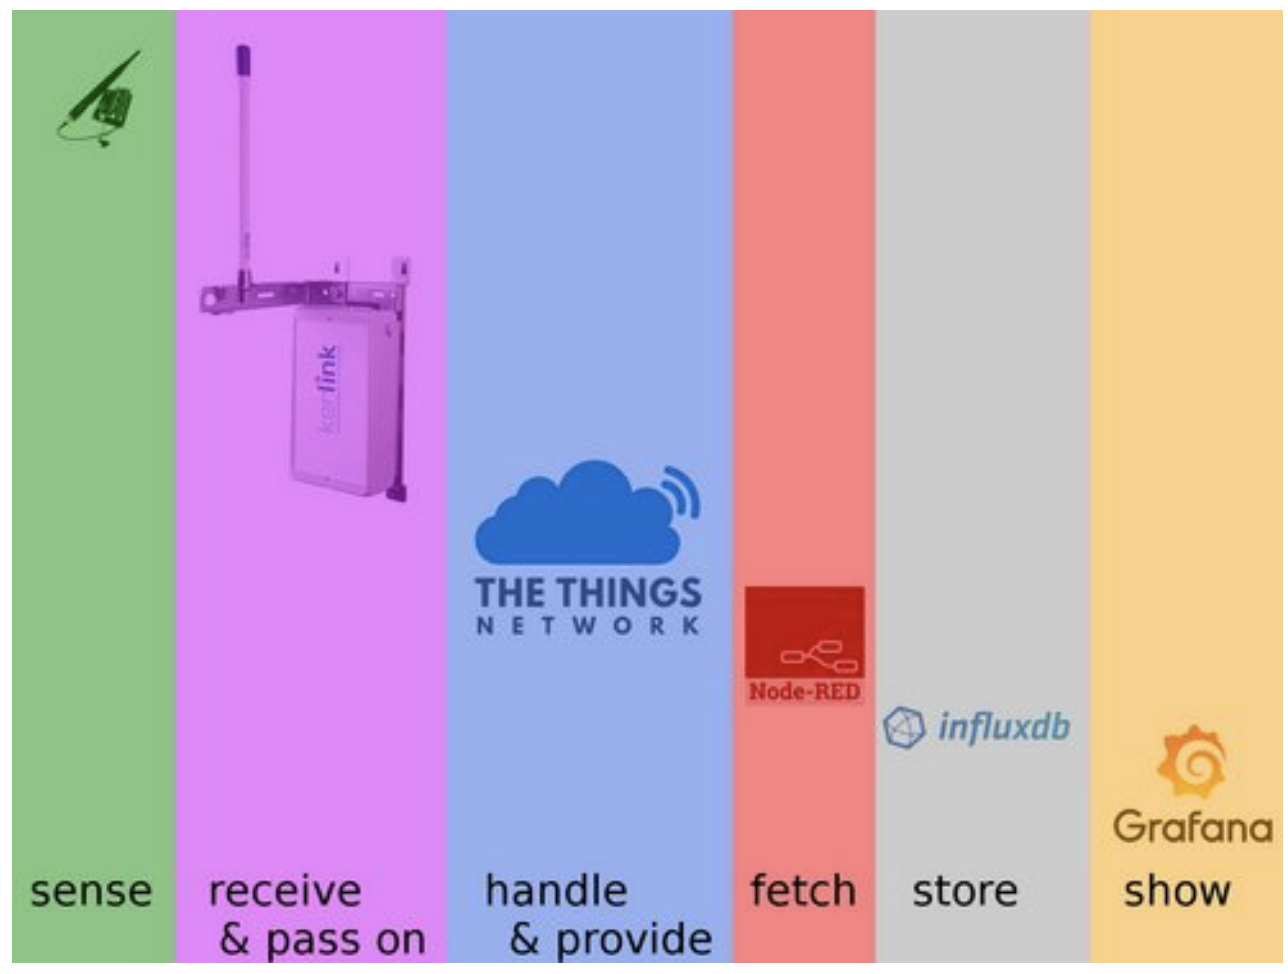 kerlink
THE THINGS
NETWORK
Node-RED
influxdb
Grafana
sense
receive
& pass on
handle
& provide
fetch
store
show